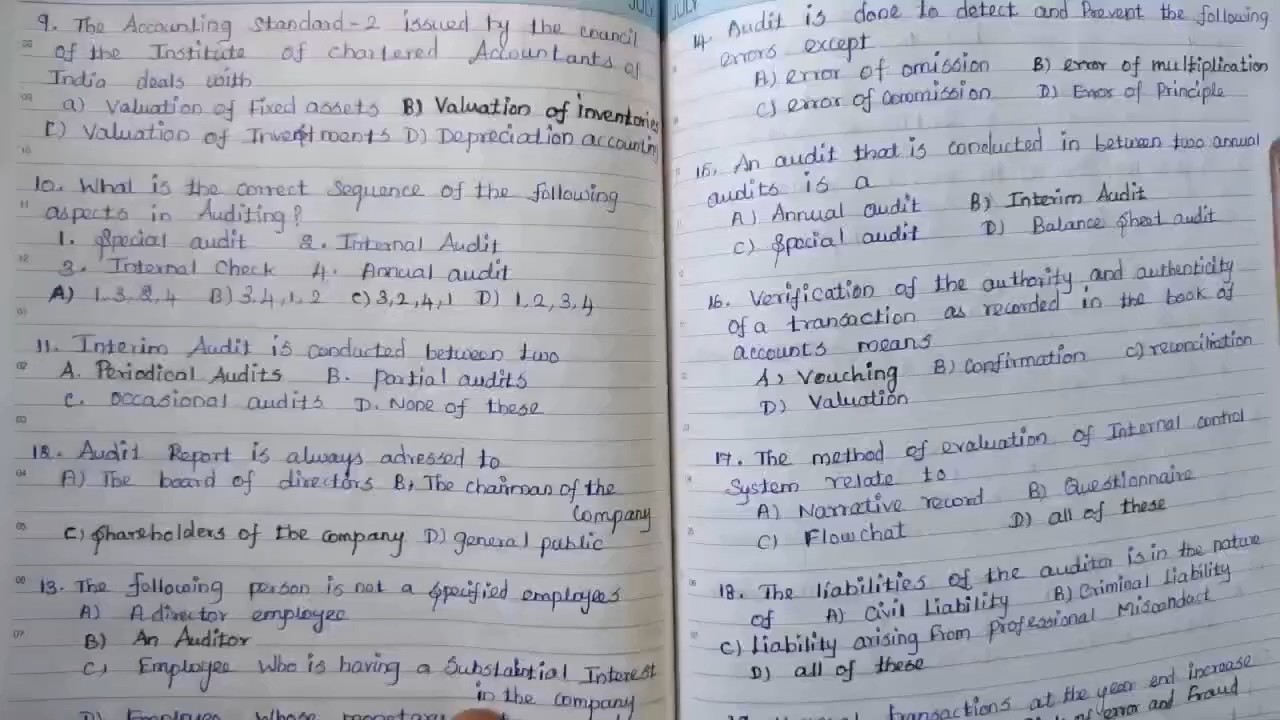 JULY
9. The Accounting Standard-2 issued by the council
of the Institute of chartered Accountants of
India deals with
a) Valuation of Fixed assets B) Valuation of inventories
C) Valuation of Investments D) Depreciation accounting
10. What is the correct Sequence of the following
aspects in Auditing?
1. Special audit 2. Internal Audit
3. Internal Check 4. Annual audit
A) 1,3,2,4 B) 3,4,1,2 C) 3,2,4,1 D) 1,2,3,4
11. Interim Audit is conducted between two
A. Periodical Audits B. partial audits
C. occasional audits D. None of these
12. Audit Report is always adressed to
A) The board of directors B, The chairman of the
Company
C) Shareholders of the company D) general public
13. The following person is not a specified employees
A) A director employee
B) An Auditor
C, Employee Who is having a Substantial Interest
in the company
D) Employee Whose monetary
JULY
14. Audit is done to detect and Prevent the following
errors except
A) error of omission B) error of multiplication
C) error of commission D) Error of Principle
15. An audit that is conducted in between two annual
audits is a
A) Annual audit B) Interim Audit
C) Special audit D) Balance Sheet audit
16. Verification of the authority and authenticity
of a transaction as recorded in the book of
accounts means
A) Vouching B) confirmation C) reconciliation
D) Valuation
17. The method of evaluation of Internal control
System relate to
A) Narrative record B) Questionnaire
C) Flowchat D) all of these
18. The liabilities of the auditor is in the nature
of A) Civil Liability B) Criminal Liability
C) liability arising from professional Misconduct
D) all of these
transactions at the year end increase
of error and Fraud